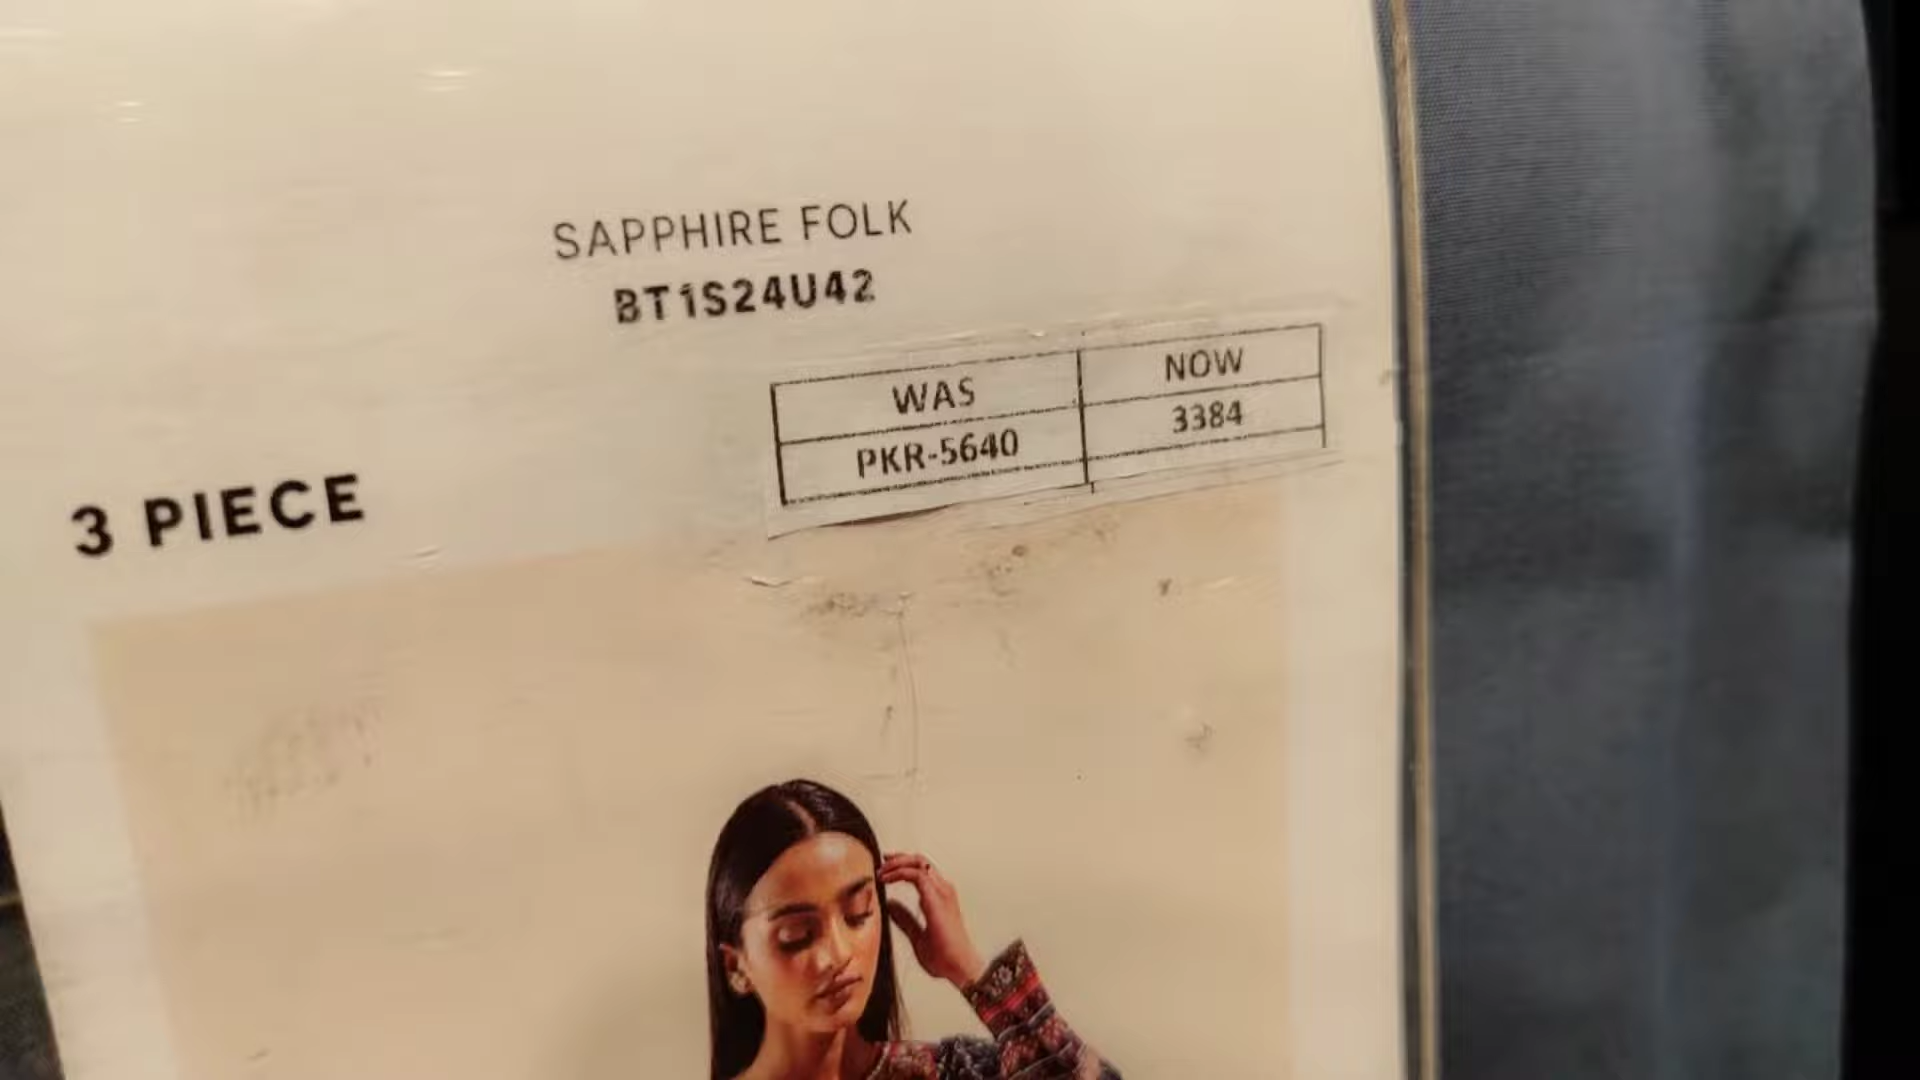 SAPPHIRE FOLK
BT1S24U42
WAS NOW
PKR-5640 3384
3 PIECE